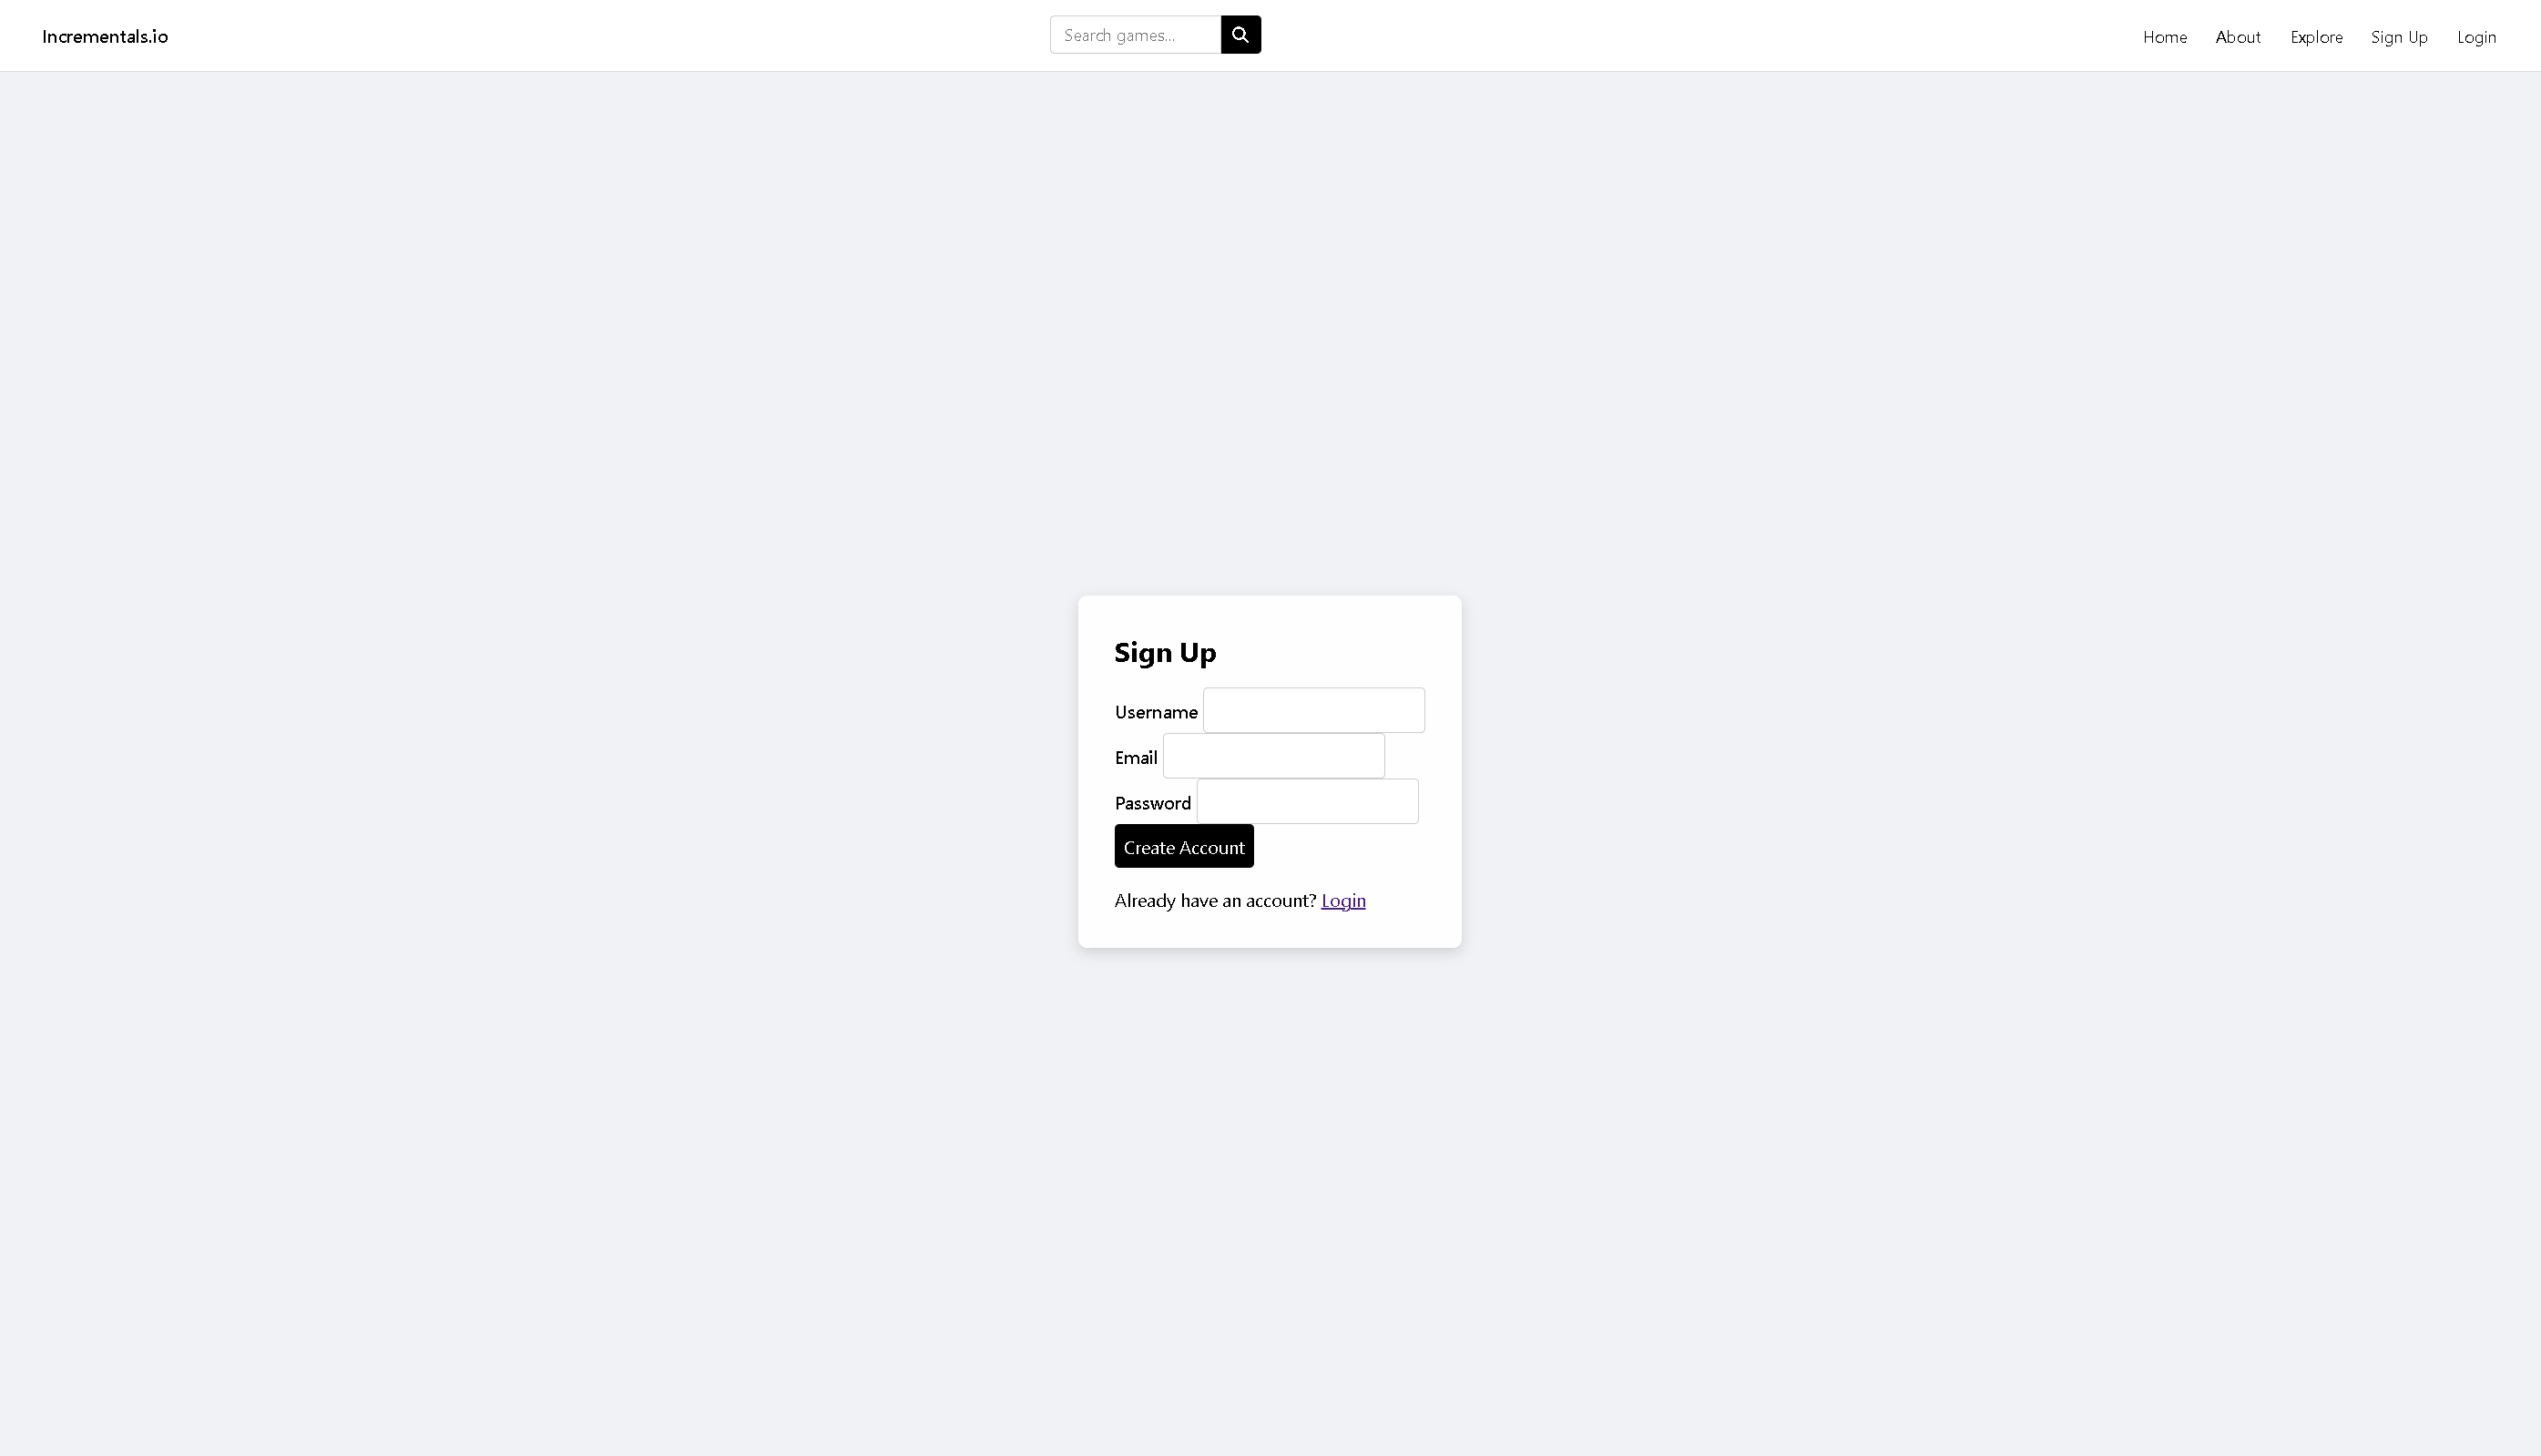 Incrementals.io
Search games...
Home About Explore Sign Up Login
Sign Up
Username
Email
Password
Create Account
Already have an account? Login